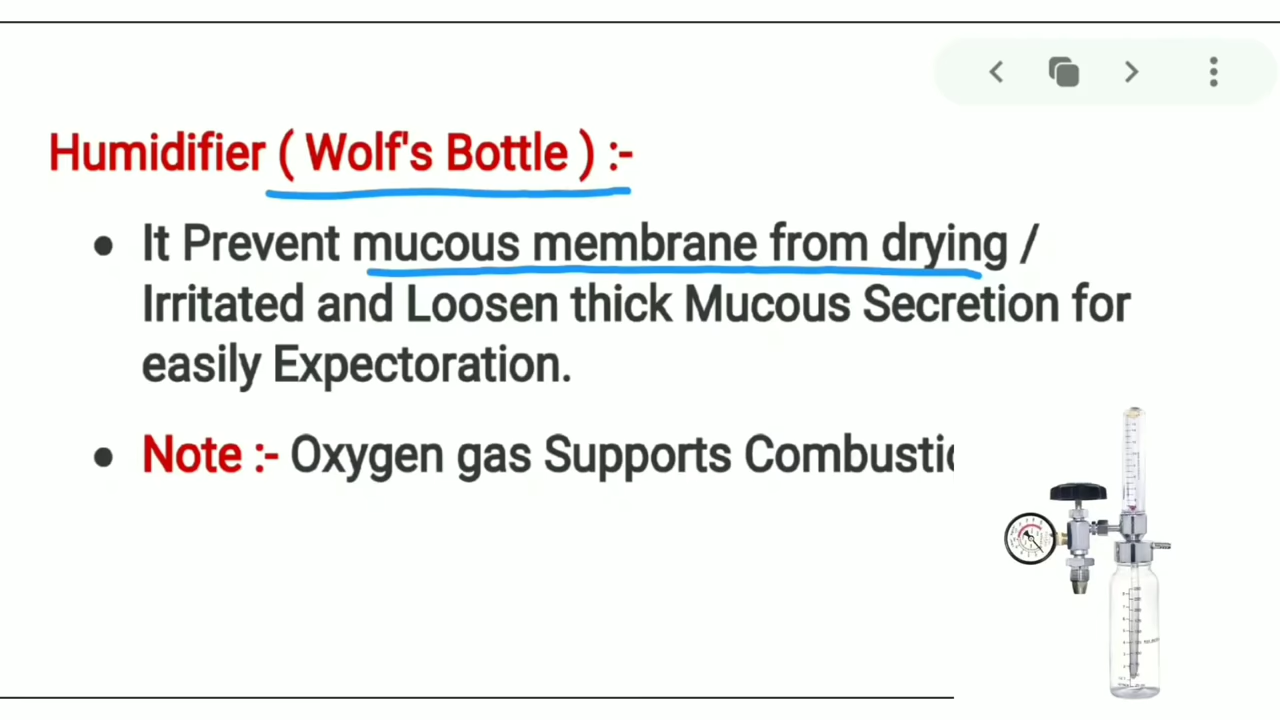 Humidifier ( Wolf's Bottle ) :-
It Prevent mucous membrane from drying /
Irritated and Loosen thick Mucous Secretion for
easily Expectoration.
Note :- Oxygen gas Supports